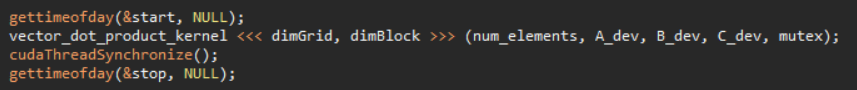 gettimeofday(&start, NULL);
vector_dot_product_kernel <<< dimGrid, dimBlock >>> (num_elements, A_dev, B_dev, C_dev, mutex);
cudaThreadSynchronize();
gettimeofday(&stop, NULL);